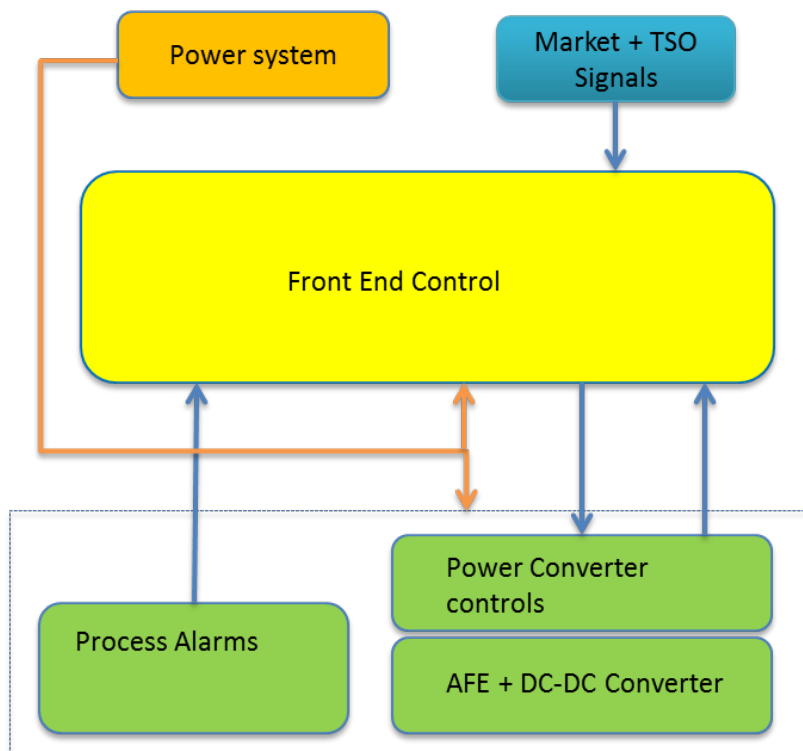 Power system
Market + TSO
Signals
Front End Control
Power Converter
controls
Process Alarms
AFE + DC-DC Converter